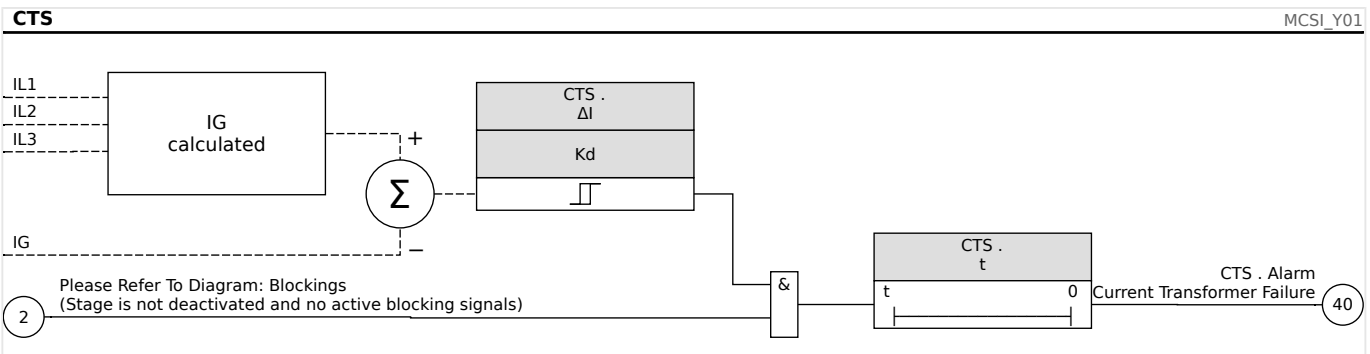 CTS
MCSI_Y01
IL1
IL2
IL3
IG
calculated
+
Σ
−
CTS .
ΔI
Kd
IG
Please Refer To Diagram: Blockings
(Stage is not deactivated and no active blocking signals)
2
&
CTS .
t
t
0
CTS . Alarm
Current Transformer Failure
40